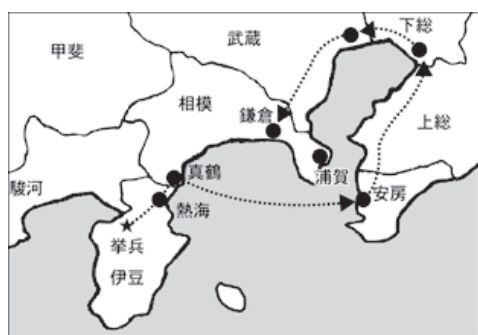 甲斐
武蔵
下総
相模
鎌倉
上総
駿河
真鶴
浦賀
安房
熱海
挙兵
伊豆